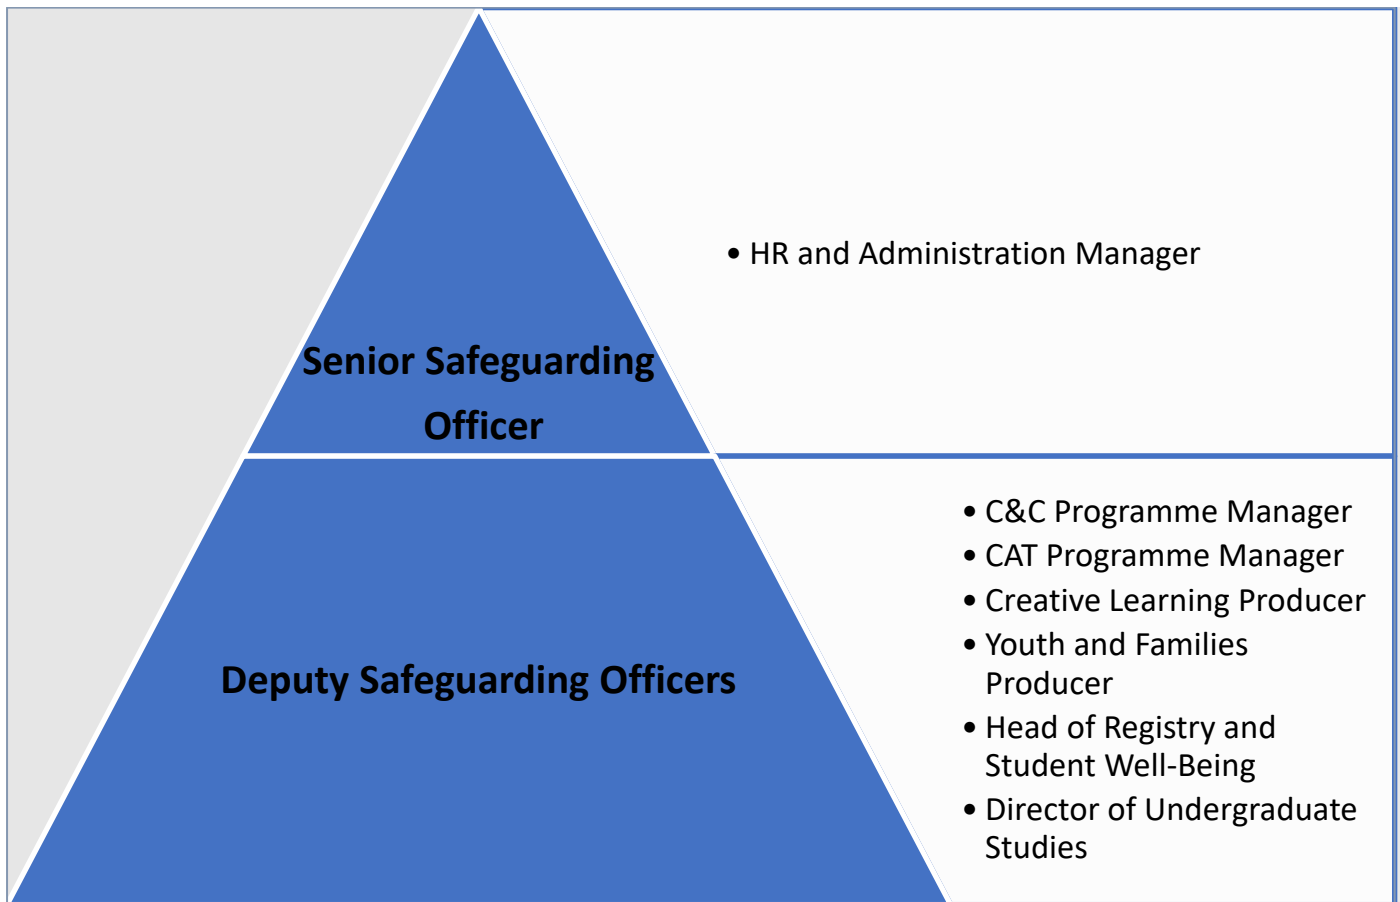 • HR and Administration Manager
Senior Safeguarding
Officer
• C&C Programme Manager
• CAT Programme Manager
• Creative Learning Producer
• Youth and Families
Producer
• Head of Registry and
Student Well-Being
• Director of Undergraduate
Studies
Deputy Safeguarding Officers